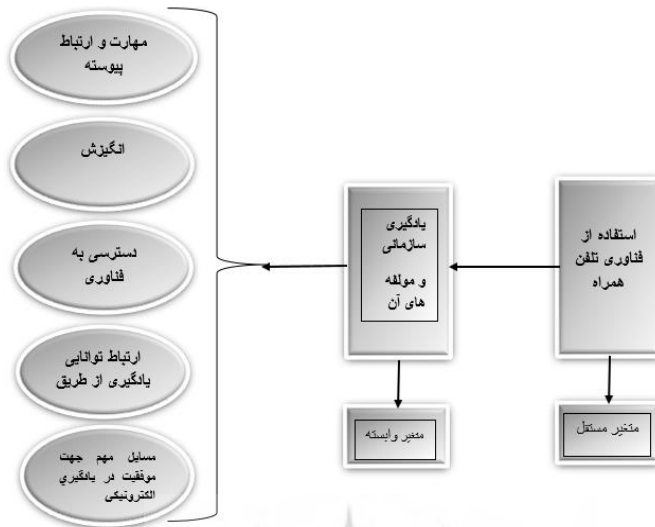 استفاده از
فناوری تلفن
همراه
متغیر مستقل
یادگیری
سازمانی
و مولفه
های آن
متغیر وابسته
مهارت و ارتباط
پیوسته
انگیزش
دسترسی به
فناوری
ارتباط توانایی
یادگیری از طریق
مسایل مهم جهت
موفقیت در یادگیری
الکترونیکی